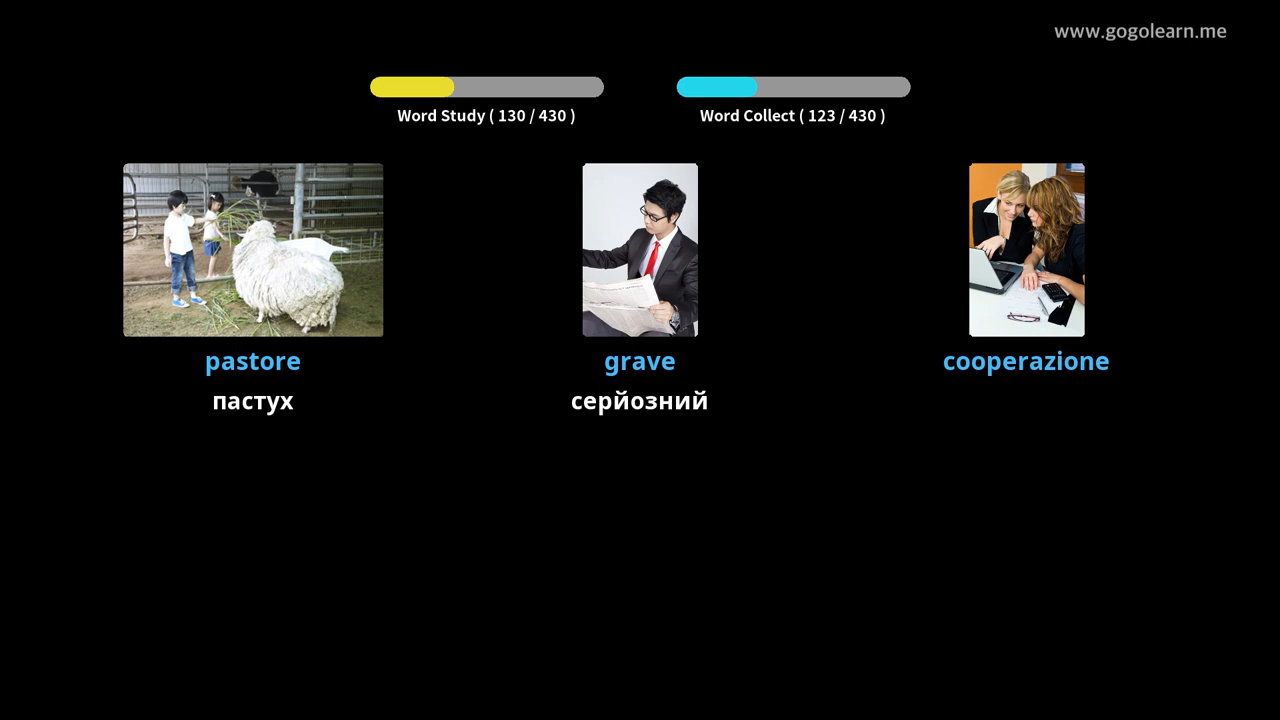 www.gogolearn.me
Word Study ( 130 / 430 )
Word Collect ( 123 / 430 )
pastore
grave
cooperazione
пастух
серйозний